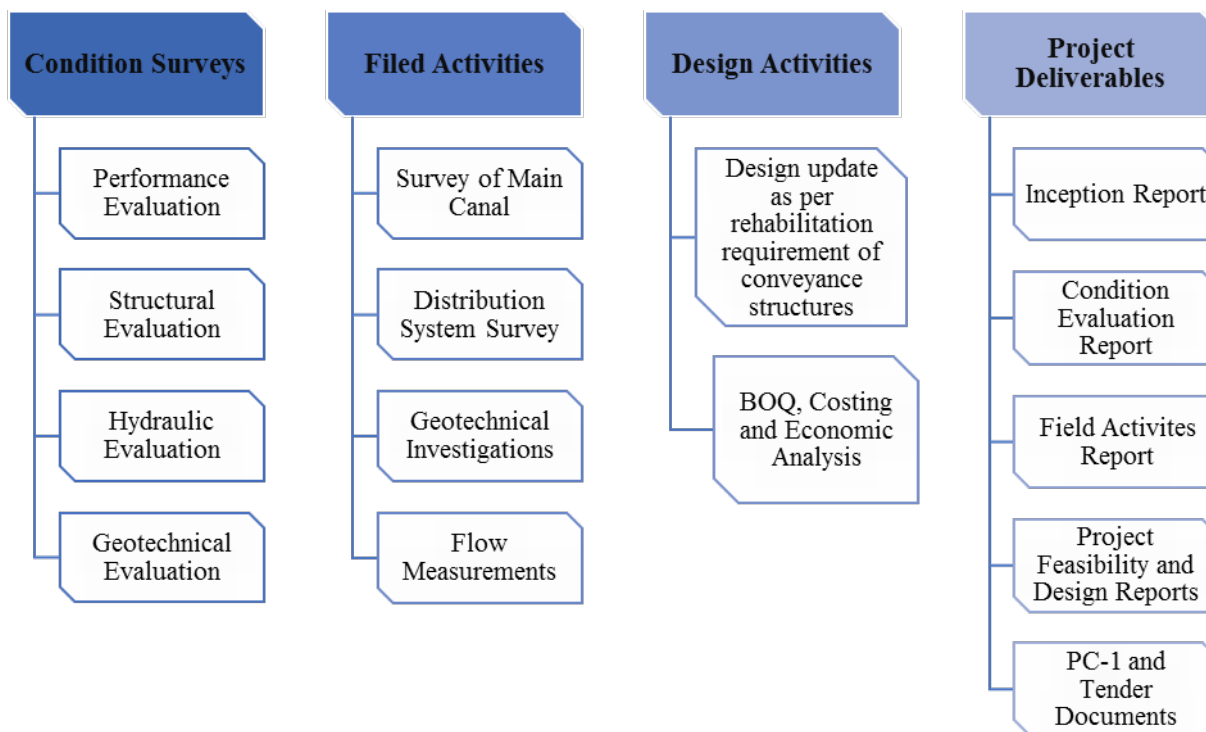 Condition Surveys
Performance
Evaluation
Structural
Evaluation
Hydraulic
Evaluation
Geotechnical
Evaluation
Filed Activities
Survey of Main
Canal
Distribution
System Survey
Geotechnical
Investigations
Flow
Measurements
Design Activities
Design update
as per
rehabilitation
requirement of
conveyance
structures
BOQ, Costing
and Economic
Analysis
Project
Deliverables
Inception Report
Condition
Evaluation
Report
Field Activites
Report
Project
Feasibility and
Design Reports
PC-1 and
Tender
Documents